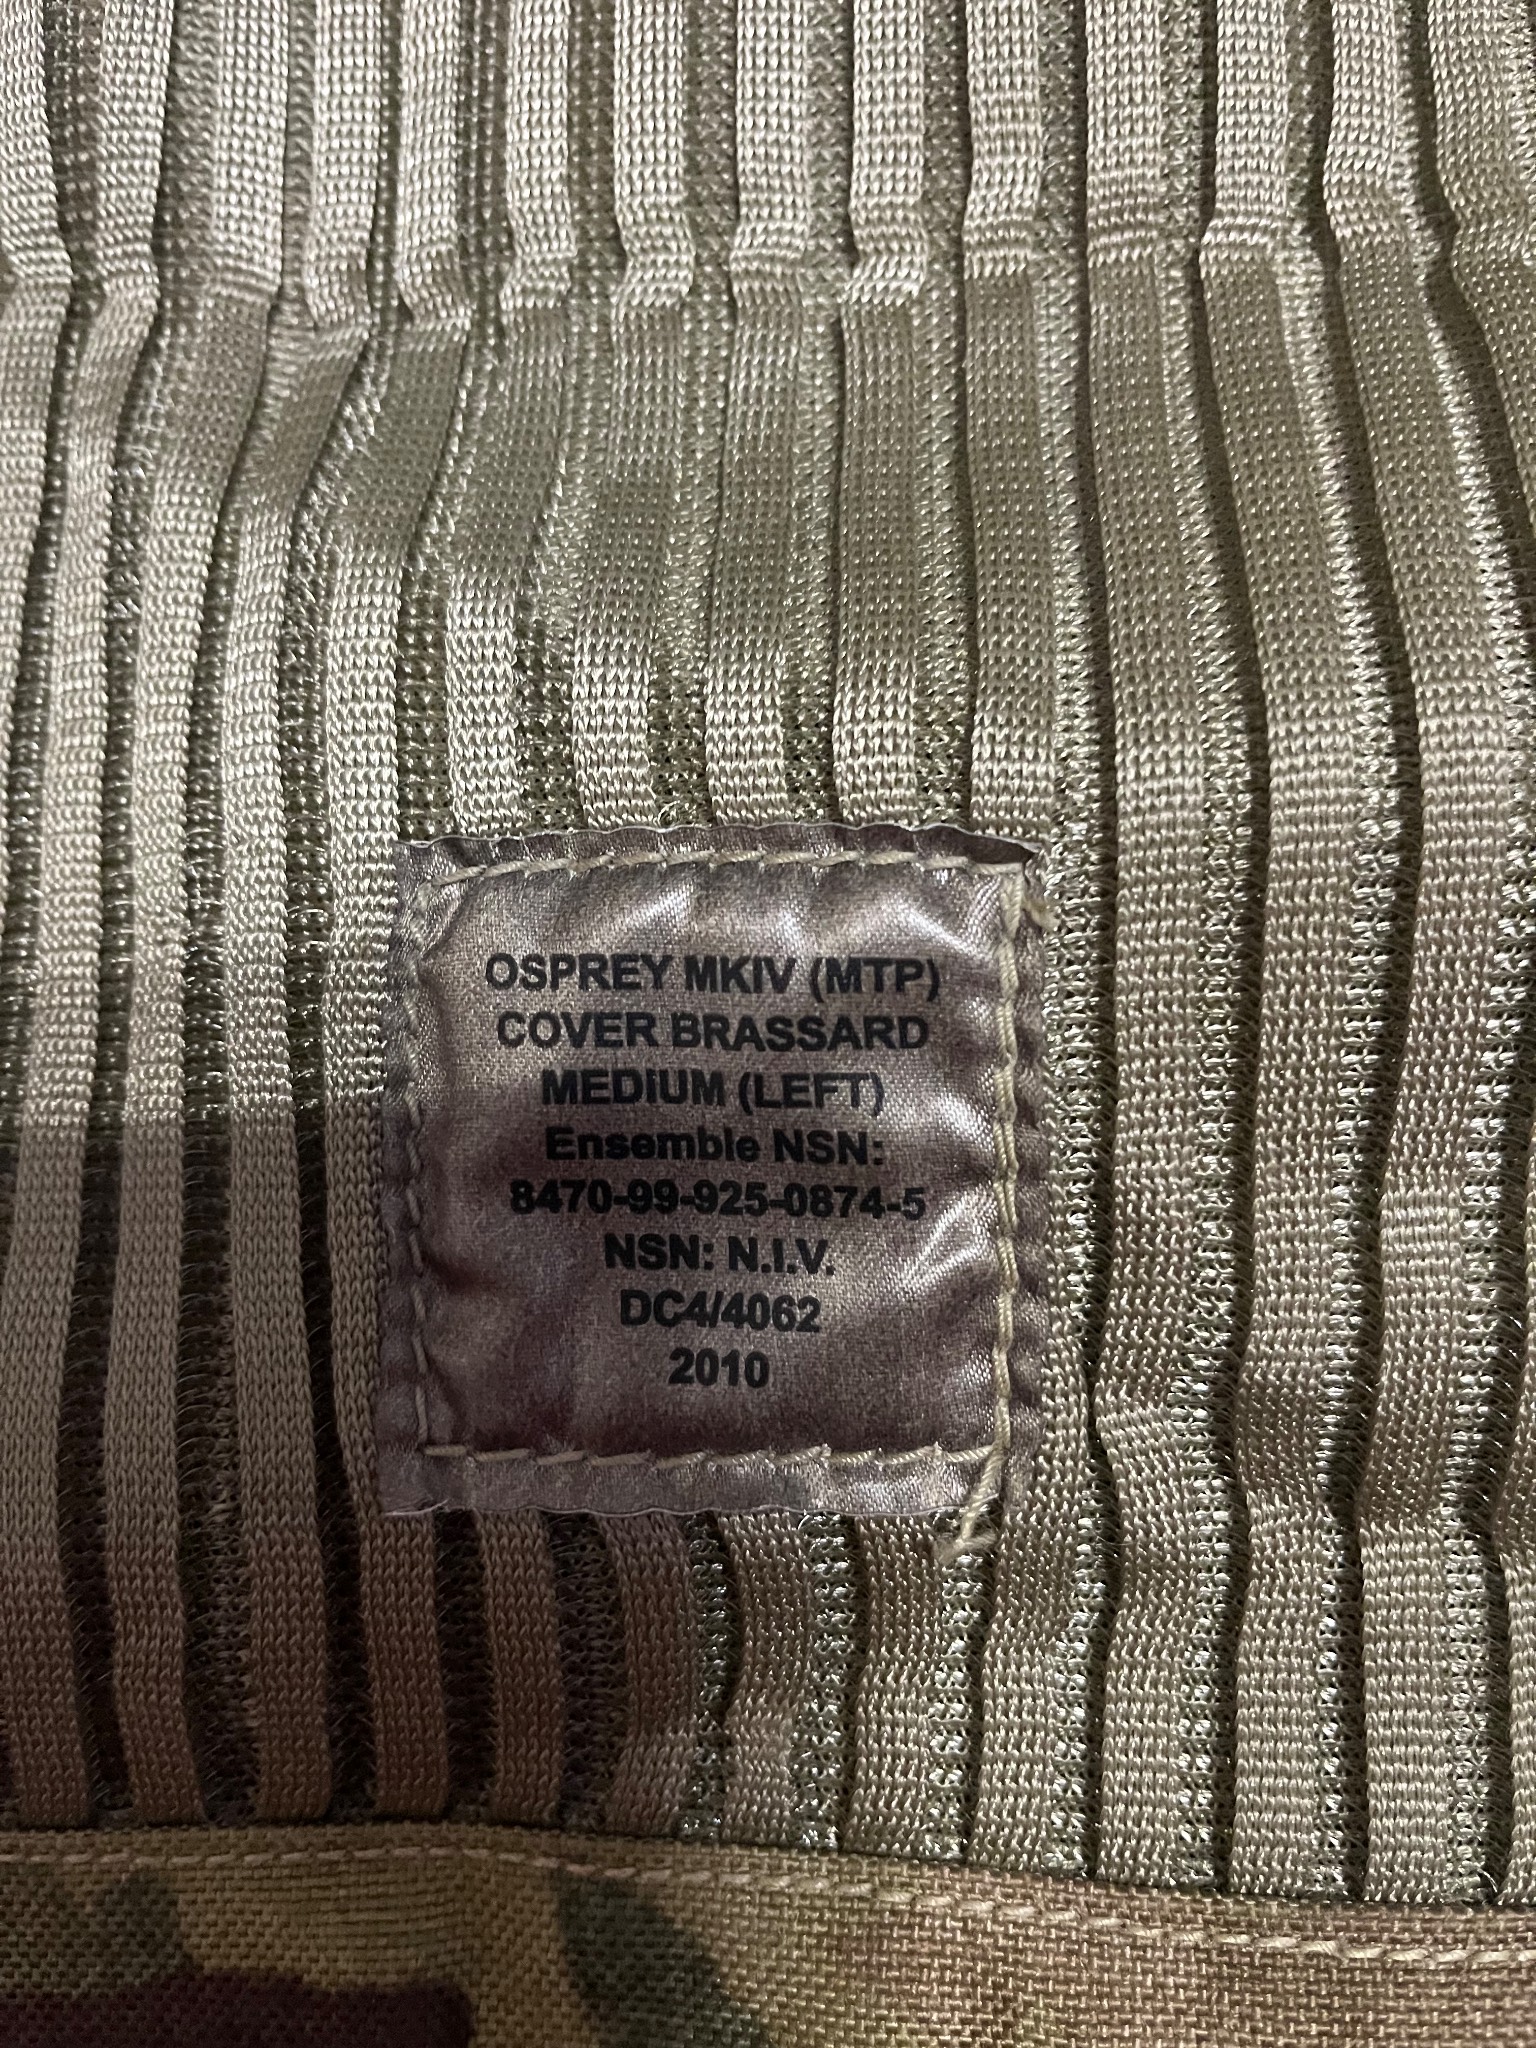 OSPREY MKIV (MTP)
COVER BRASSARD
MEDiUM (LEFT)
Ensemble NSN:
8470-99-925-0874-5
NSN: N.I.V.
DC4/4062
2010